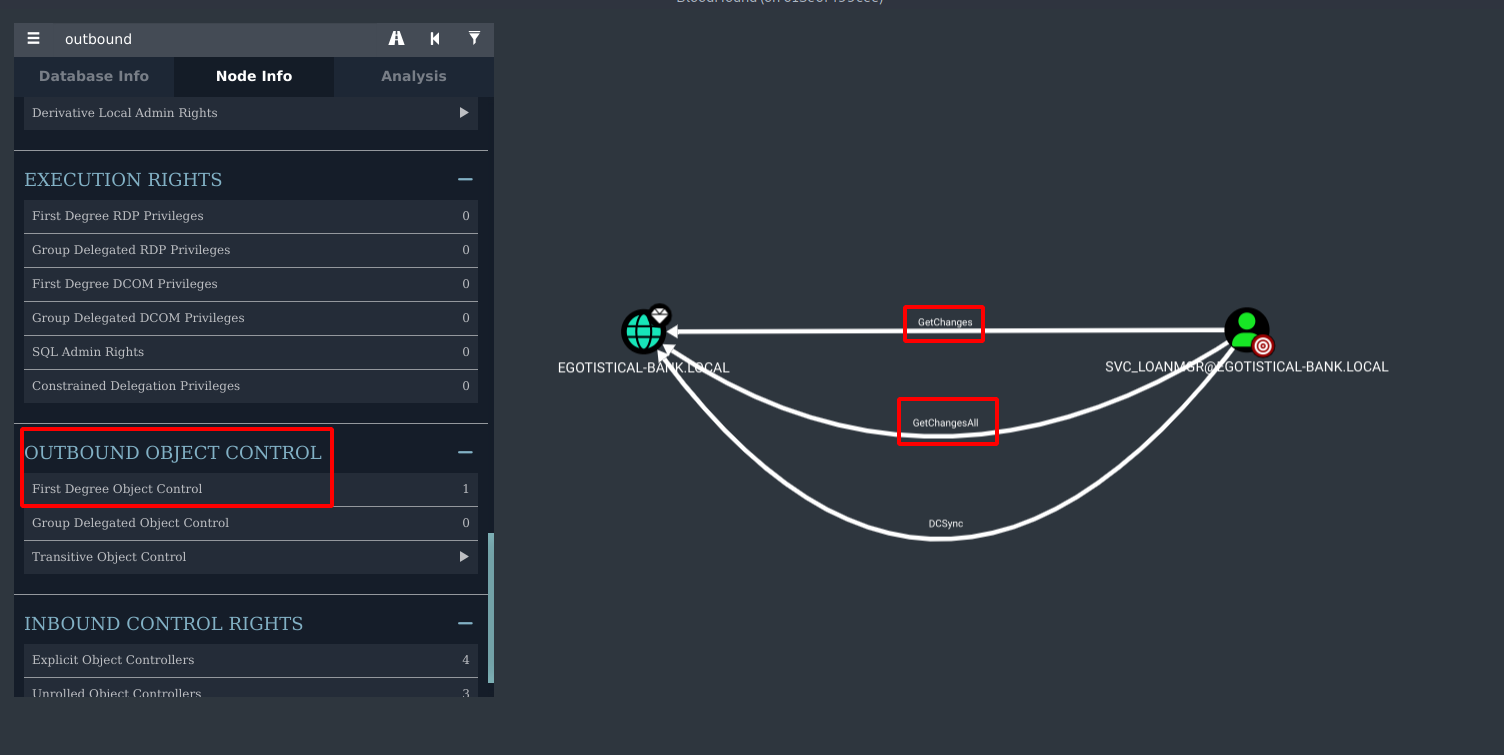 outbound
Database Info
Node Info
Analysis
Derivative Local Admin Rights
EXECUTION RIGHTS
First Degree RDP Privileges 0
Group Delegated RDP Privileges 0
First Degree DCOM Privileges 0
Group Delegated DCOM Privileges 0
SQL Admin Rights 0
Constrained Delegation Privileges 0
OUTBOUND OBJECT CONTROL
First Degree Object Control 1
Group Delegated Object Control 0
Transitive Object Control
INBOUND CONTROL RIGHTS
Explicit Object Controllers 4
Unrolled Object Controllers 3
GetChanges
EGOTISTICAL-BANK.LOCAL
SVC_LOANMGR@EGOTISTICAL-BANK.LOCAL
GetChangesAll
DCSync